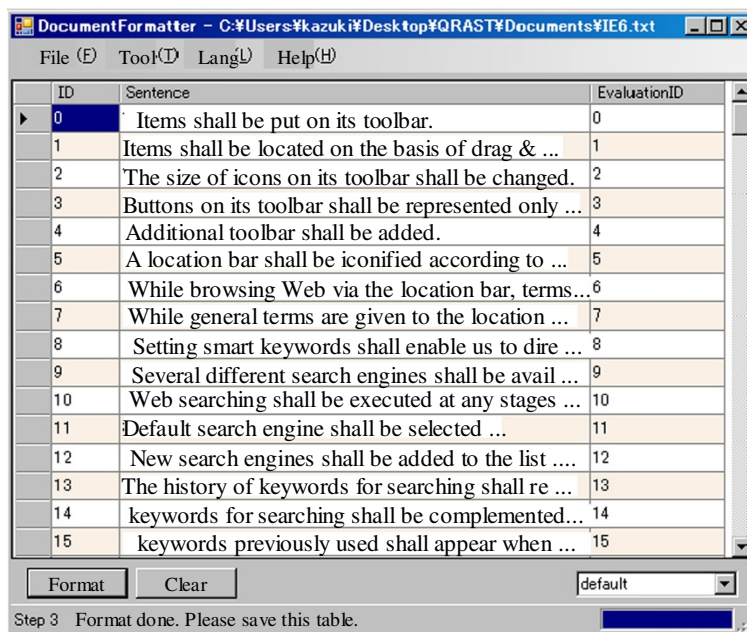 DocumentFormatter - C:¥Users¥kazuki¥Desktop¥QRAST¥Documents¥IE6.txt
File (F) Tool(T) Lang(L) Help(H)
ID Sentence EvaluationID
0 Items shall be put on its toolbar. 0
1 Items shall be located on the basis of drag & ... 1
2 The size of icons on its toolbar shall be changed. 2
3 Buttons on its toolbar shall be represented only ... 3
4 Additional toolbar shall be added. 4
5 A location bar shall be iconified according to ... 5
6 While browsing Web via the location bar, terms... 6
7 While general terms are given to the location ... 7
8 Setting smart keywords shall enable us to dire ... 8
9 Several different search engines shall be avail ... 9
10 Web searching shall be executed at any stages ... 10
11 Default search engine shall be selected ... 11
12 New search engines shall be added to the list .... 12
13 The history of keywords for searching shall re ... 13
14 keywords for searching shall be complemented... 14
15 keywords previously used shall appear when ... 15
Format Clear default
Step 3 Format done. Please save this table.